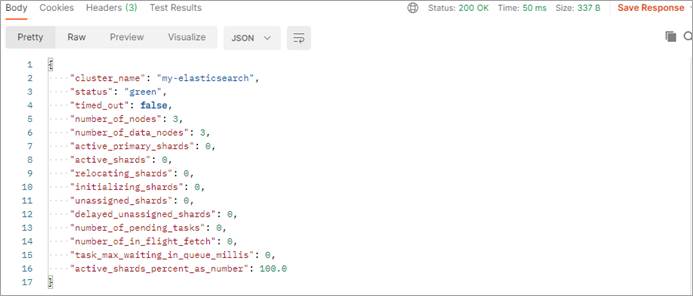 Body Cookies Headers (3) Test Results Status: 200 OK Time: 50 ms Size: 337 B Save Response
Pretty Raw Preview Visualize JSON
1 {
2 "cluster_name": "my-elasticsearch",
3 "status": "green",
4 "timed_out": false,
5 "number_of_nodes": 3,
6 "number_of_data_nodes": 3,
7 "active_primary_shards": 0,
8 "active_shards": 0,
9 "relocating_shards": 0,
10 "initializing_shards": 0,
11 "unassigned_shards": 0,
12 "delayed_unassigned_shards": 0,
13 "number_of_pending_tasks": 0,
14 "number_of_in_flight_fetch": 0,
15 "task_max_waiting_in_queue_millis": 0,
16 "active_shards_percent_as_number": 100.0
17 }